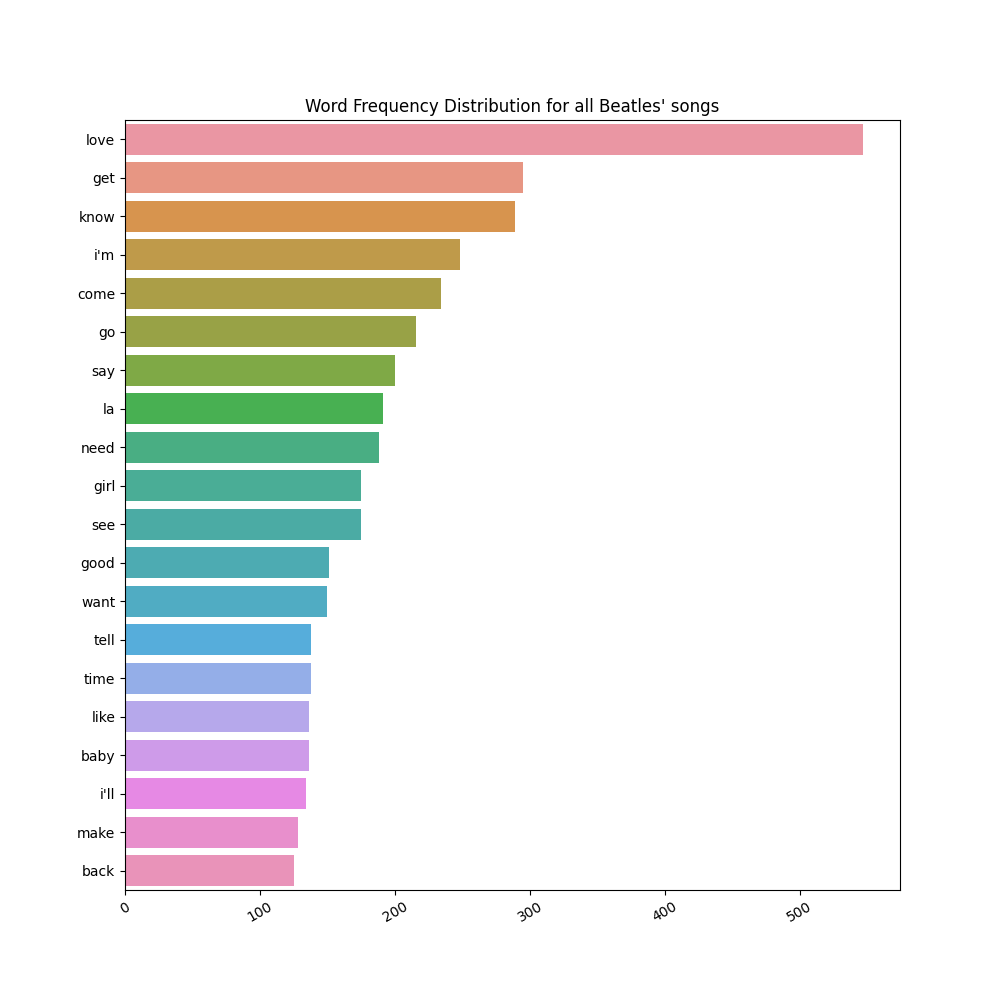 Word Frequency Distribution for all Beatles' songs
love
get
know
i'm
come
go
say
la
need
girl
see
good
want
tell
time
like
baby
i'll
make
back
0 100 200 300 400 500